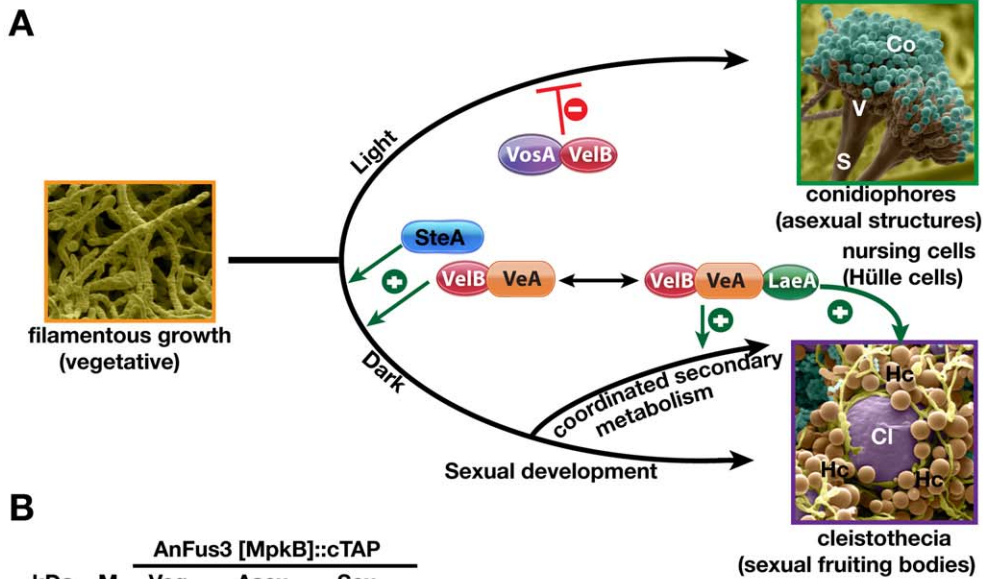 A
Co
V
S
Light
VosA VelB
conidiophores
(asexual structures)
SteA
nursing cells
(Hülle cells)
VelB VeA
VelB VeA LaeA
filamentous growth
(vegetative)
Dark
coordinated secondary
metabolism
Hc
Cl
Hc
Hc
Sexual development
cleistothecia
(sexual fruiting bodies)
B
AnFus3 [MpkB]::cTAP